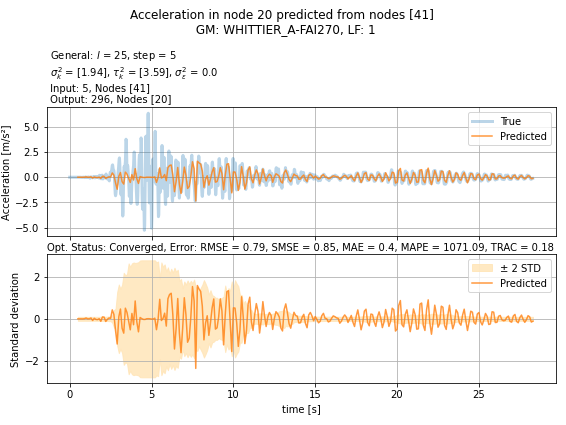 Acceleration in node 20 predicted from nodes [41]
GM: WHITTIER_A-FAI270, LF: 1
General: l = 25, step = 5
σ²ₖ = [1.94], τ²ₖ = [3.59], σ²ε = 0.0
Input: 5, Nodes [41]
Output: 296, Nodes [20]
True
Predicted
Acceleration [m/s²]
5.0
2.5
0.0
−2.5
−5.0
Opt. Status: Converged, Error: RMSE = 0.79, SMSE = 0.85, MAE = 0.4, MAPE = 1071.09, TRAC = 0.18
± 2 STD
Predicted
Standard deviation
2
0
−2
0 5 10 15 20 25
time [s]